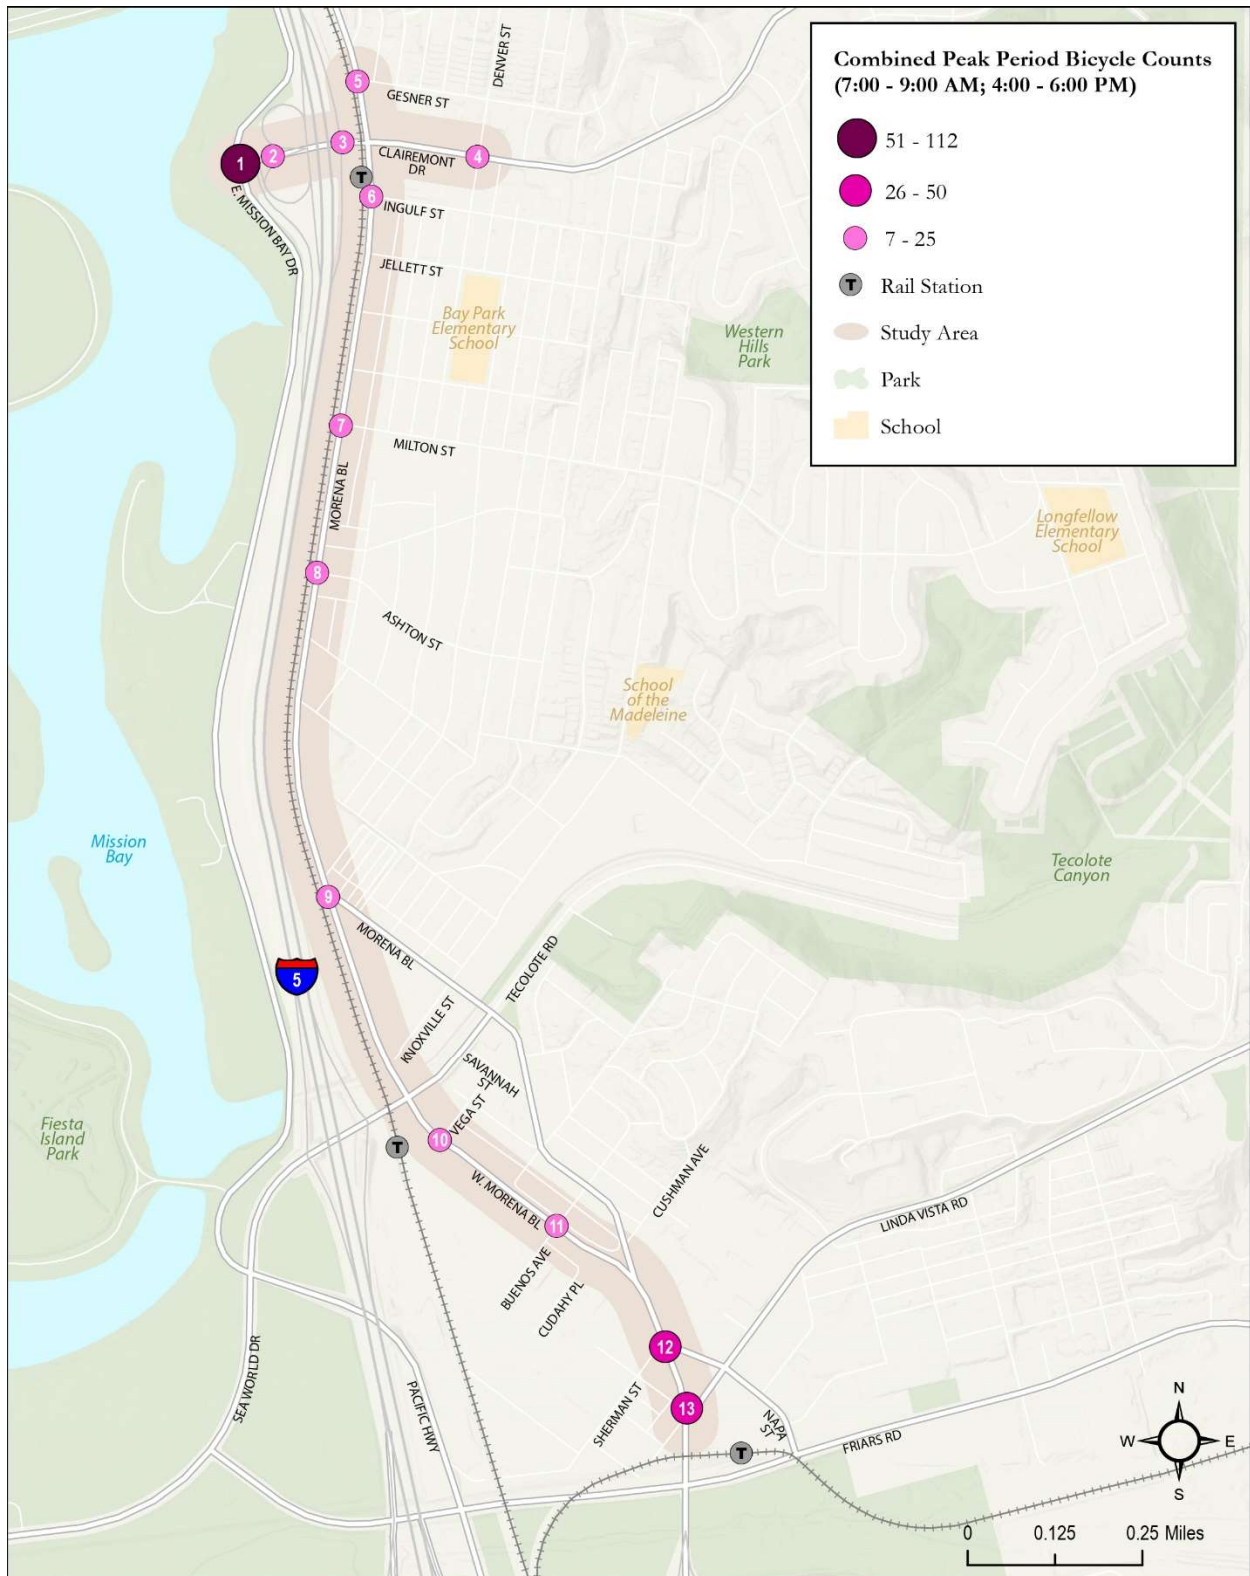 Combined Peak Period Bicycle Counts
(7:00 - 9:00 AM; 4:00 - 6:00 PM)
51 - 112
26 - 50
7 - 25
T Rail Station
Study Area
Park
School
DENVER ST
5
GESNER ST
3
2
1
4
CLAIREMONT
DR
T
6
INGULF ST
E. MISSION BAY DR
JELLETT ST
Bay Park
Elementary
School
Western
Hills
Park
7
MILTON ST
MORENA BL
Longfellow
Elementary
School
8
ASHTON ST
School
of the
Madeleine
Mission
Bay
Tecolote
Canyon
9
MORENA BL
5
TECOLOTE RD
KNOXVILLE ST
SAVANNAH
ST
VEGA ST
Fiesta
Island
Park
T
10
W. MORENA BL
CUSHMAN AVE
11
LINDA VISTA RD
BUENOS AVE
CUDAHY PL
12
SEA WORLD DR
PACIFIC HWY
SHERMAN ST
13
NAPA
ST
T
FRIARS RD
N
W
E
S
0 0.125 0.25 Miles